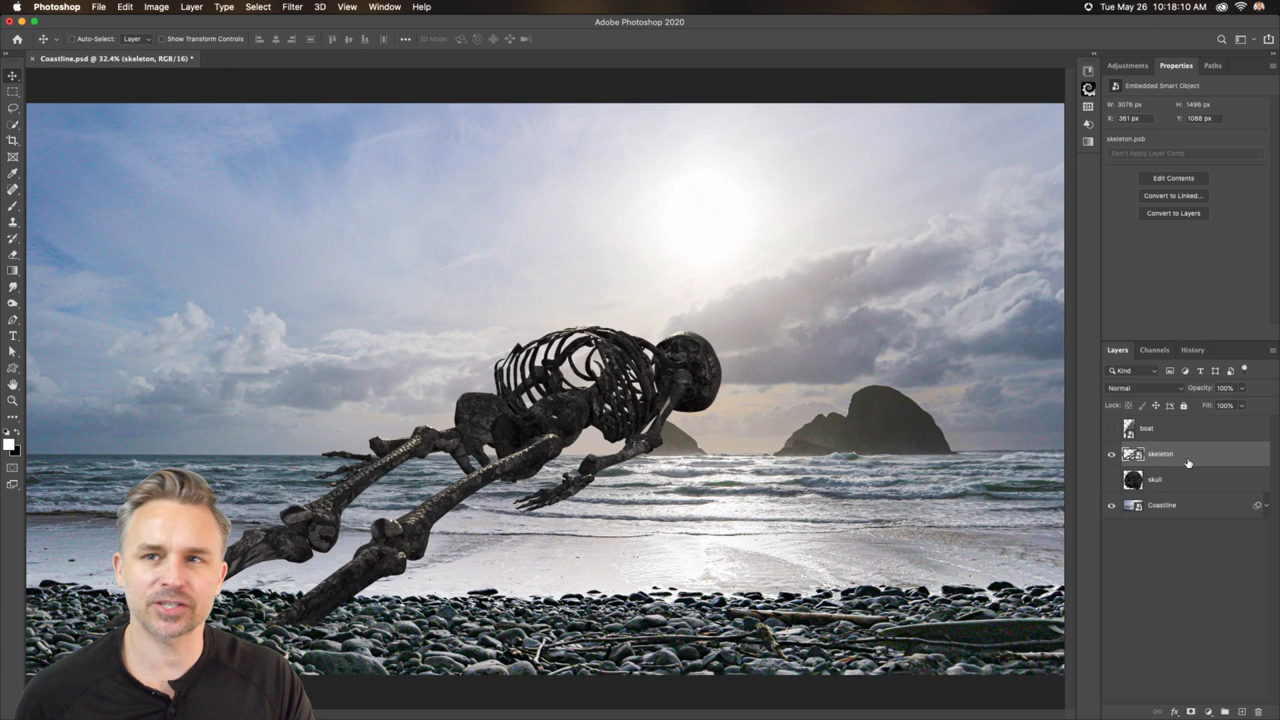 Photoshop File Edit Image Layer Type Select Filter 3D View Window Help Tue May 26 10:18:10 AM
Adobe Photoshop 2020
Auto-Select: Layer Show Transform Controls 3D Mode:
Coastline.psd @ 32.4% (skeleton, RGB/16) *
Adjustments Properties Paths
Embedded Smart Object
W: 3076 px H: 1496 px
X: 361 px Y: 1088 px
skeleton.psb
Don't Apply Layer Comp
Edit Contents
Convert to Linked...
Convert to Layers
Layers Channels History
Kind
Normal Opacity: 100%
Lock: Fill: 100%
boat
skeleton
skull
Coastline